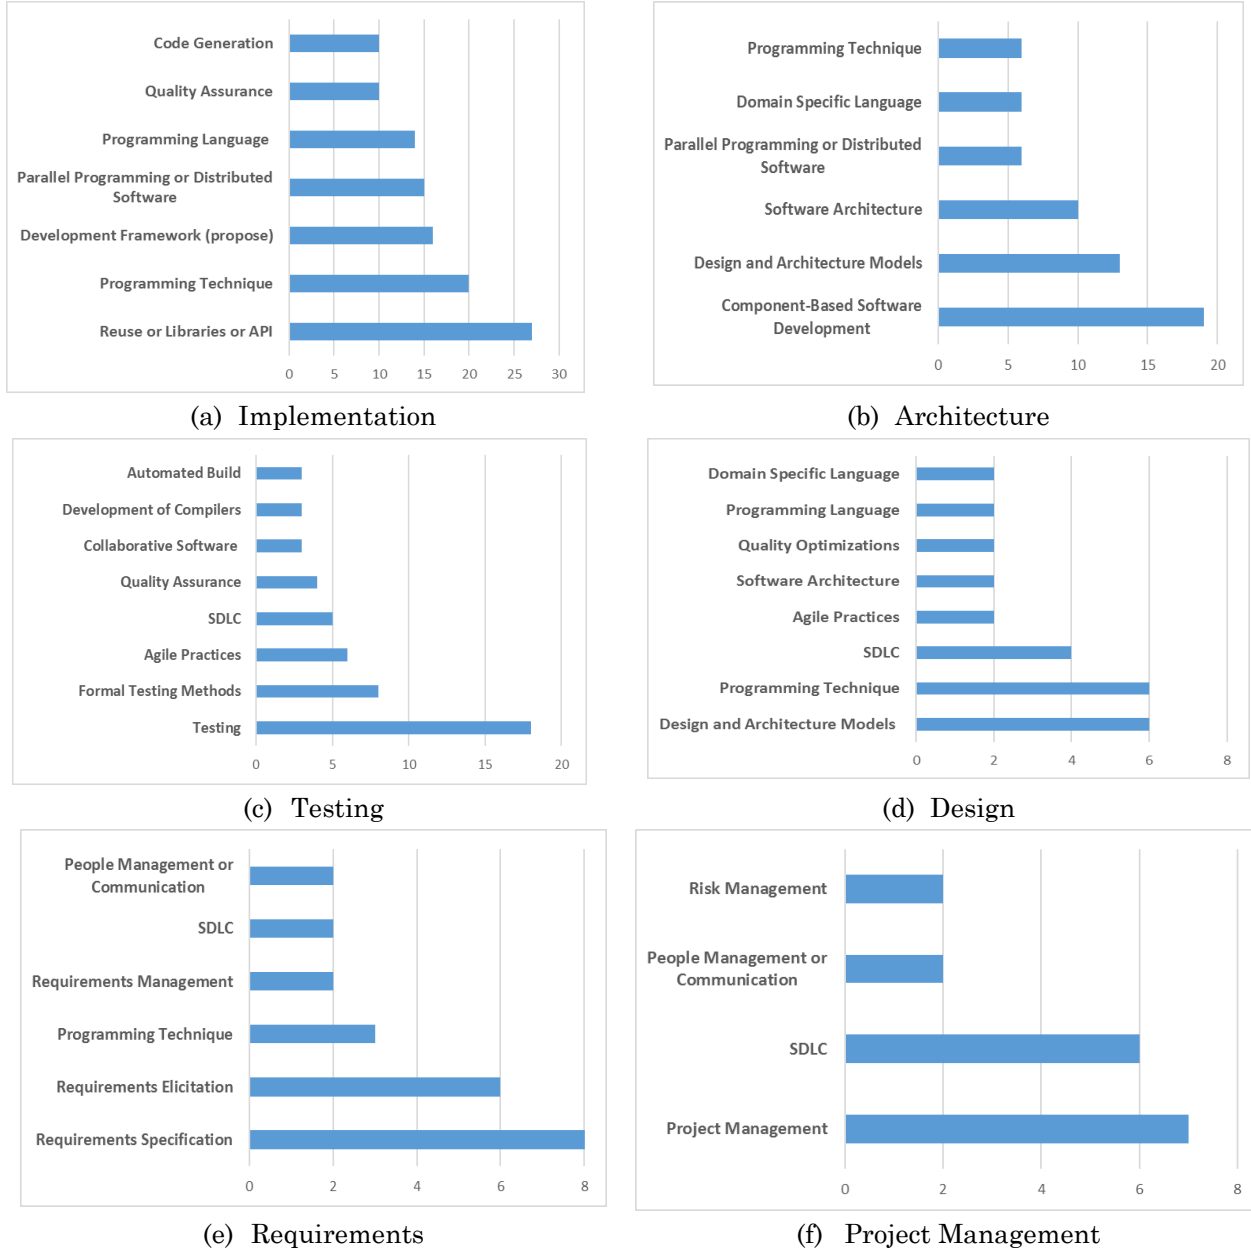 Code Generation
Quality Assurance
Programming Language
Parallel Programming or Distributed
Software
Development Framework (propose)
Programming Technique
Reuse or Libraries or API
0 5 10 15 20 25 30
(a) Implementation
Programming Technique
Domain Specific Language
Parallel Programming or Distributed
Software
Software Architecture
Design and Architecture Models
Component-Based Software
Development
0 5 10 15 20
(b) Architecture
Automated Build
Development of Compilers
Collaborative Software
Quality Assurance
SDLC
Agile Practices
Formal Testing Methods
Testing
0 5 10 15 20
(c) Testing
Domain Specific Language
Programming Language
Quality Optimizations
Software Architecture
Agile Practices
SDLC
Programming Technique
Design and Architecture Models
0 2 4 6 8
(d) Design
People Management or
Communication
SDLC
Requirements Management
Programming Technique
Requirements Elicitation
Requirements Specification
0 2 4 6 8
(e) Requirements
Risk Management
People Management or
Communication
SDLC
Project Management
0 2 4 6 8
(f) Project Management